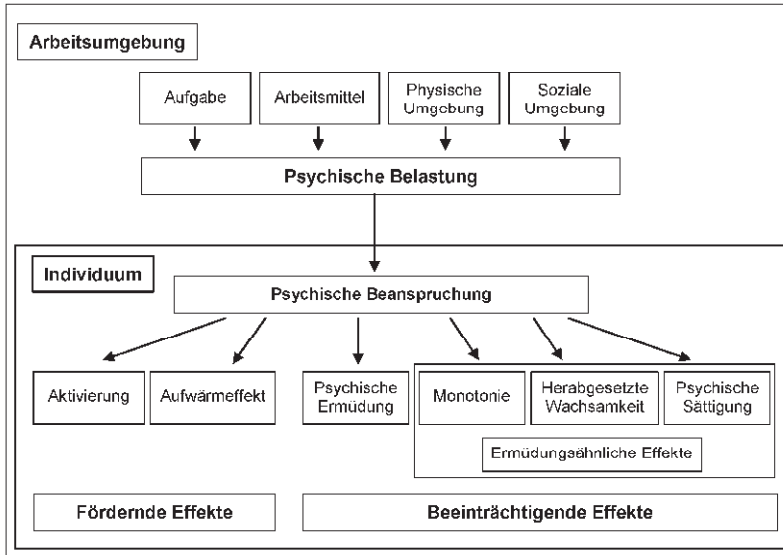 Arbeitsumgebung
Aufgabe
Arbeitsmittel
Physische
Umgebung
Soziale
Umgebung
Psychische Belastung
Individuum
Psychische Beanspruchung
Aktivierung
Aufwärmeffekt
Psychische
Ermüdung
Monotonie
Herabgesetzte
Wachsamkeit
Psychische
Sättigung
Ermüdungsähnliche Effekte
Fördernde Effekte
Beeinträchtigende Effekte